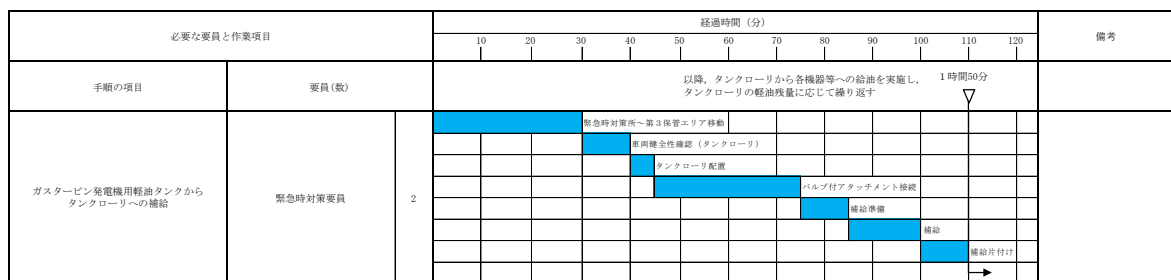 必要な要員と作業項目
経過時間（分）
備考
10 20 30 40 50 60 70 80 90 100 110 120
手順の項目
要員(数)
以降，タンクローリから各機器等への給油を実施し，
タンクローリの軽油残量に応じて繰り返す
1時間50分
ガスタービン発電機用軽油タンクから
タンクローリへの補給
緊急時対策要員
2
緊急時対策所～第３保管エリア移動
車両健全性確認（タンクローリ）
タンクローリ配置
バルブ付アタッチメント接続
補給準備
補給
補給片付け